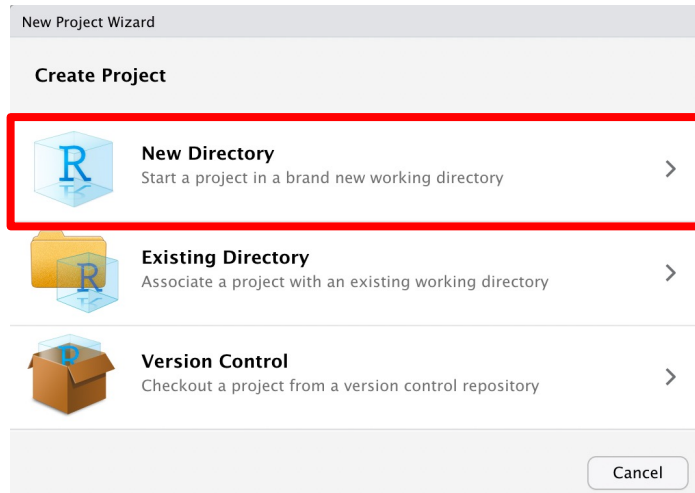 New Project Wizard
Create Project
R
New Directory
Start a project in a brand new working directory
R
Existing Directory
Associate a project with an existing working directory
R
Version Control
Checkout a project from a version control repository
Cancel